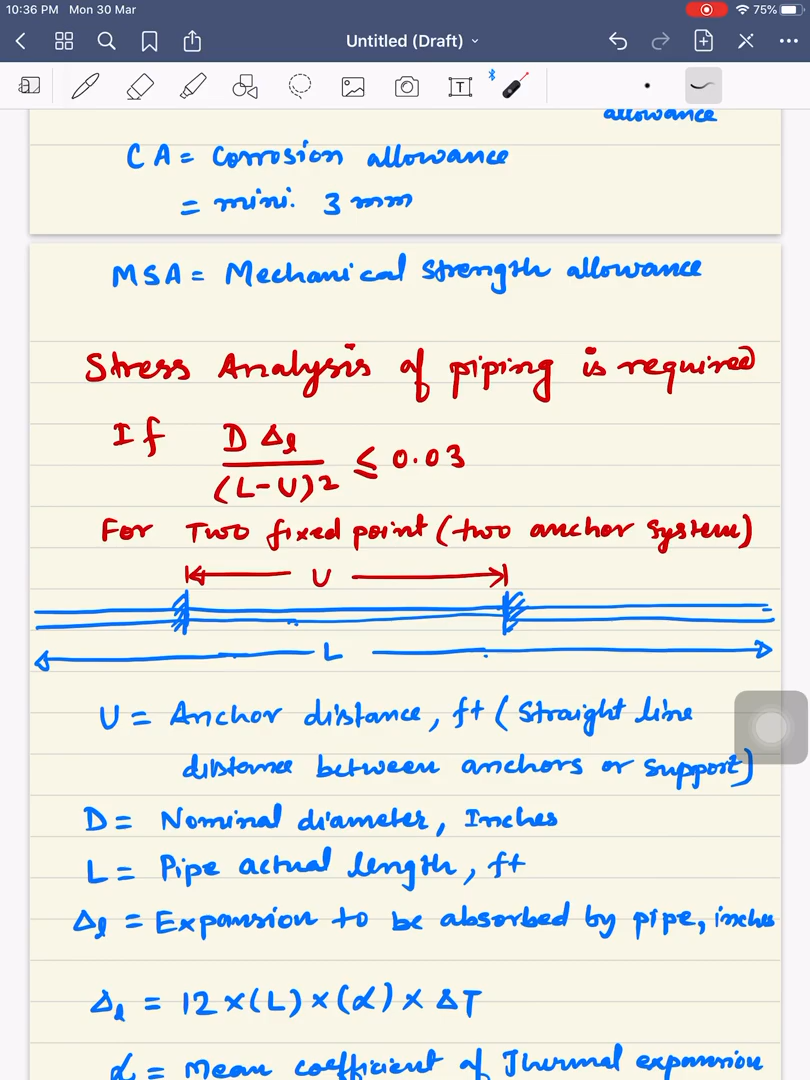 10:36 PM Mon 30 Mar 75%
Untitled (Draft)
T
allowance
CA = Corrosion allowance
= mini. 3 mm
MSA = Mechanical Strength allowance
Stress Analysis of piping is required
If D Δl / (L-U)2 ≤ 0.03
For Two fixed point (two anchor system)
U
L
U = Anchor distance, ft (Straight line
distance between anchors or support)
D = Nominal diameter, Inches
L = Pipe actual length, ft
Δl = Expansion to be absorbed by pipe, inches
Δl = 12 × (L) × (α) × ΔT
α = Mean coefficient of Thermal expansion